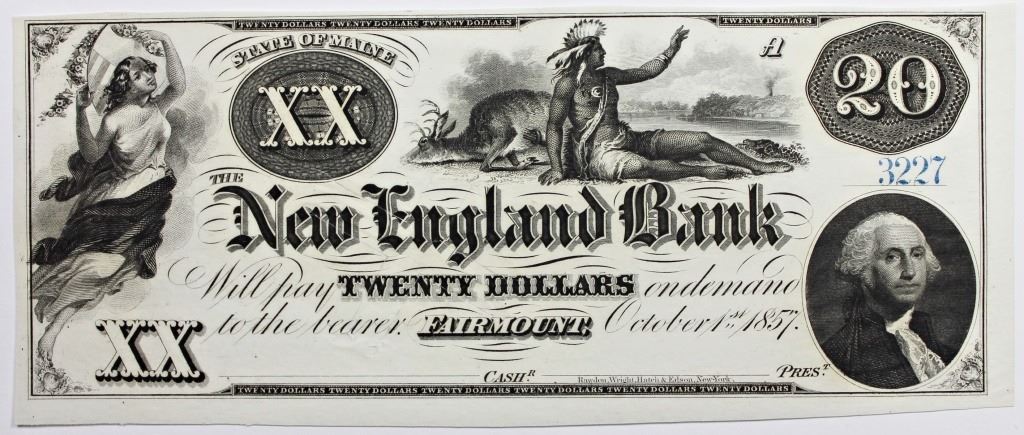 TWENTY DOLLARS TWENTY DOLLARS TWENTY DOLLARS
TWENTY DOLLARS
STATE OF MAINE
A
XX
20
3227
THE
New England Bank
Will pay TWENTY DOLLARS on demand
to the bearer. FAIRMOUNT, October 1st. 1857.
XX
CASHR
Rawdon, Wright, Hatch & Edson, New-York.
PREST.
TWENTY DOLLARS TWENTY DOLLARS TWENTY DOLLARS TWENTY DOLLARS TWENTY DOLLARS TWENTY DOLLARS